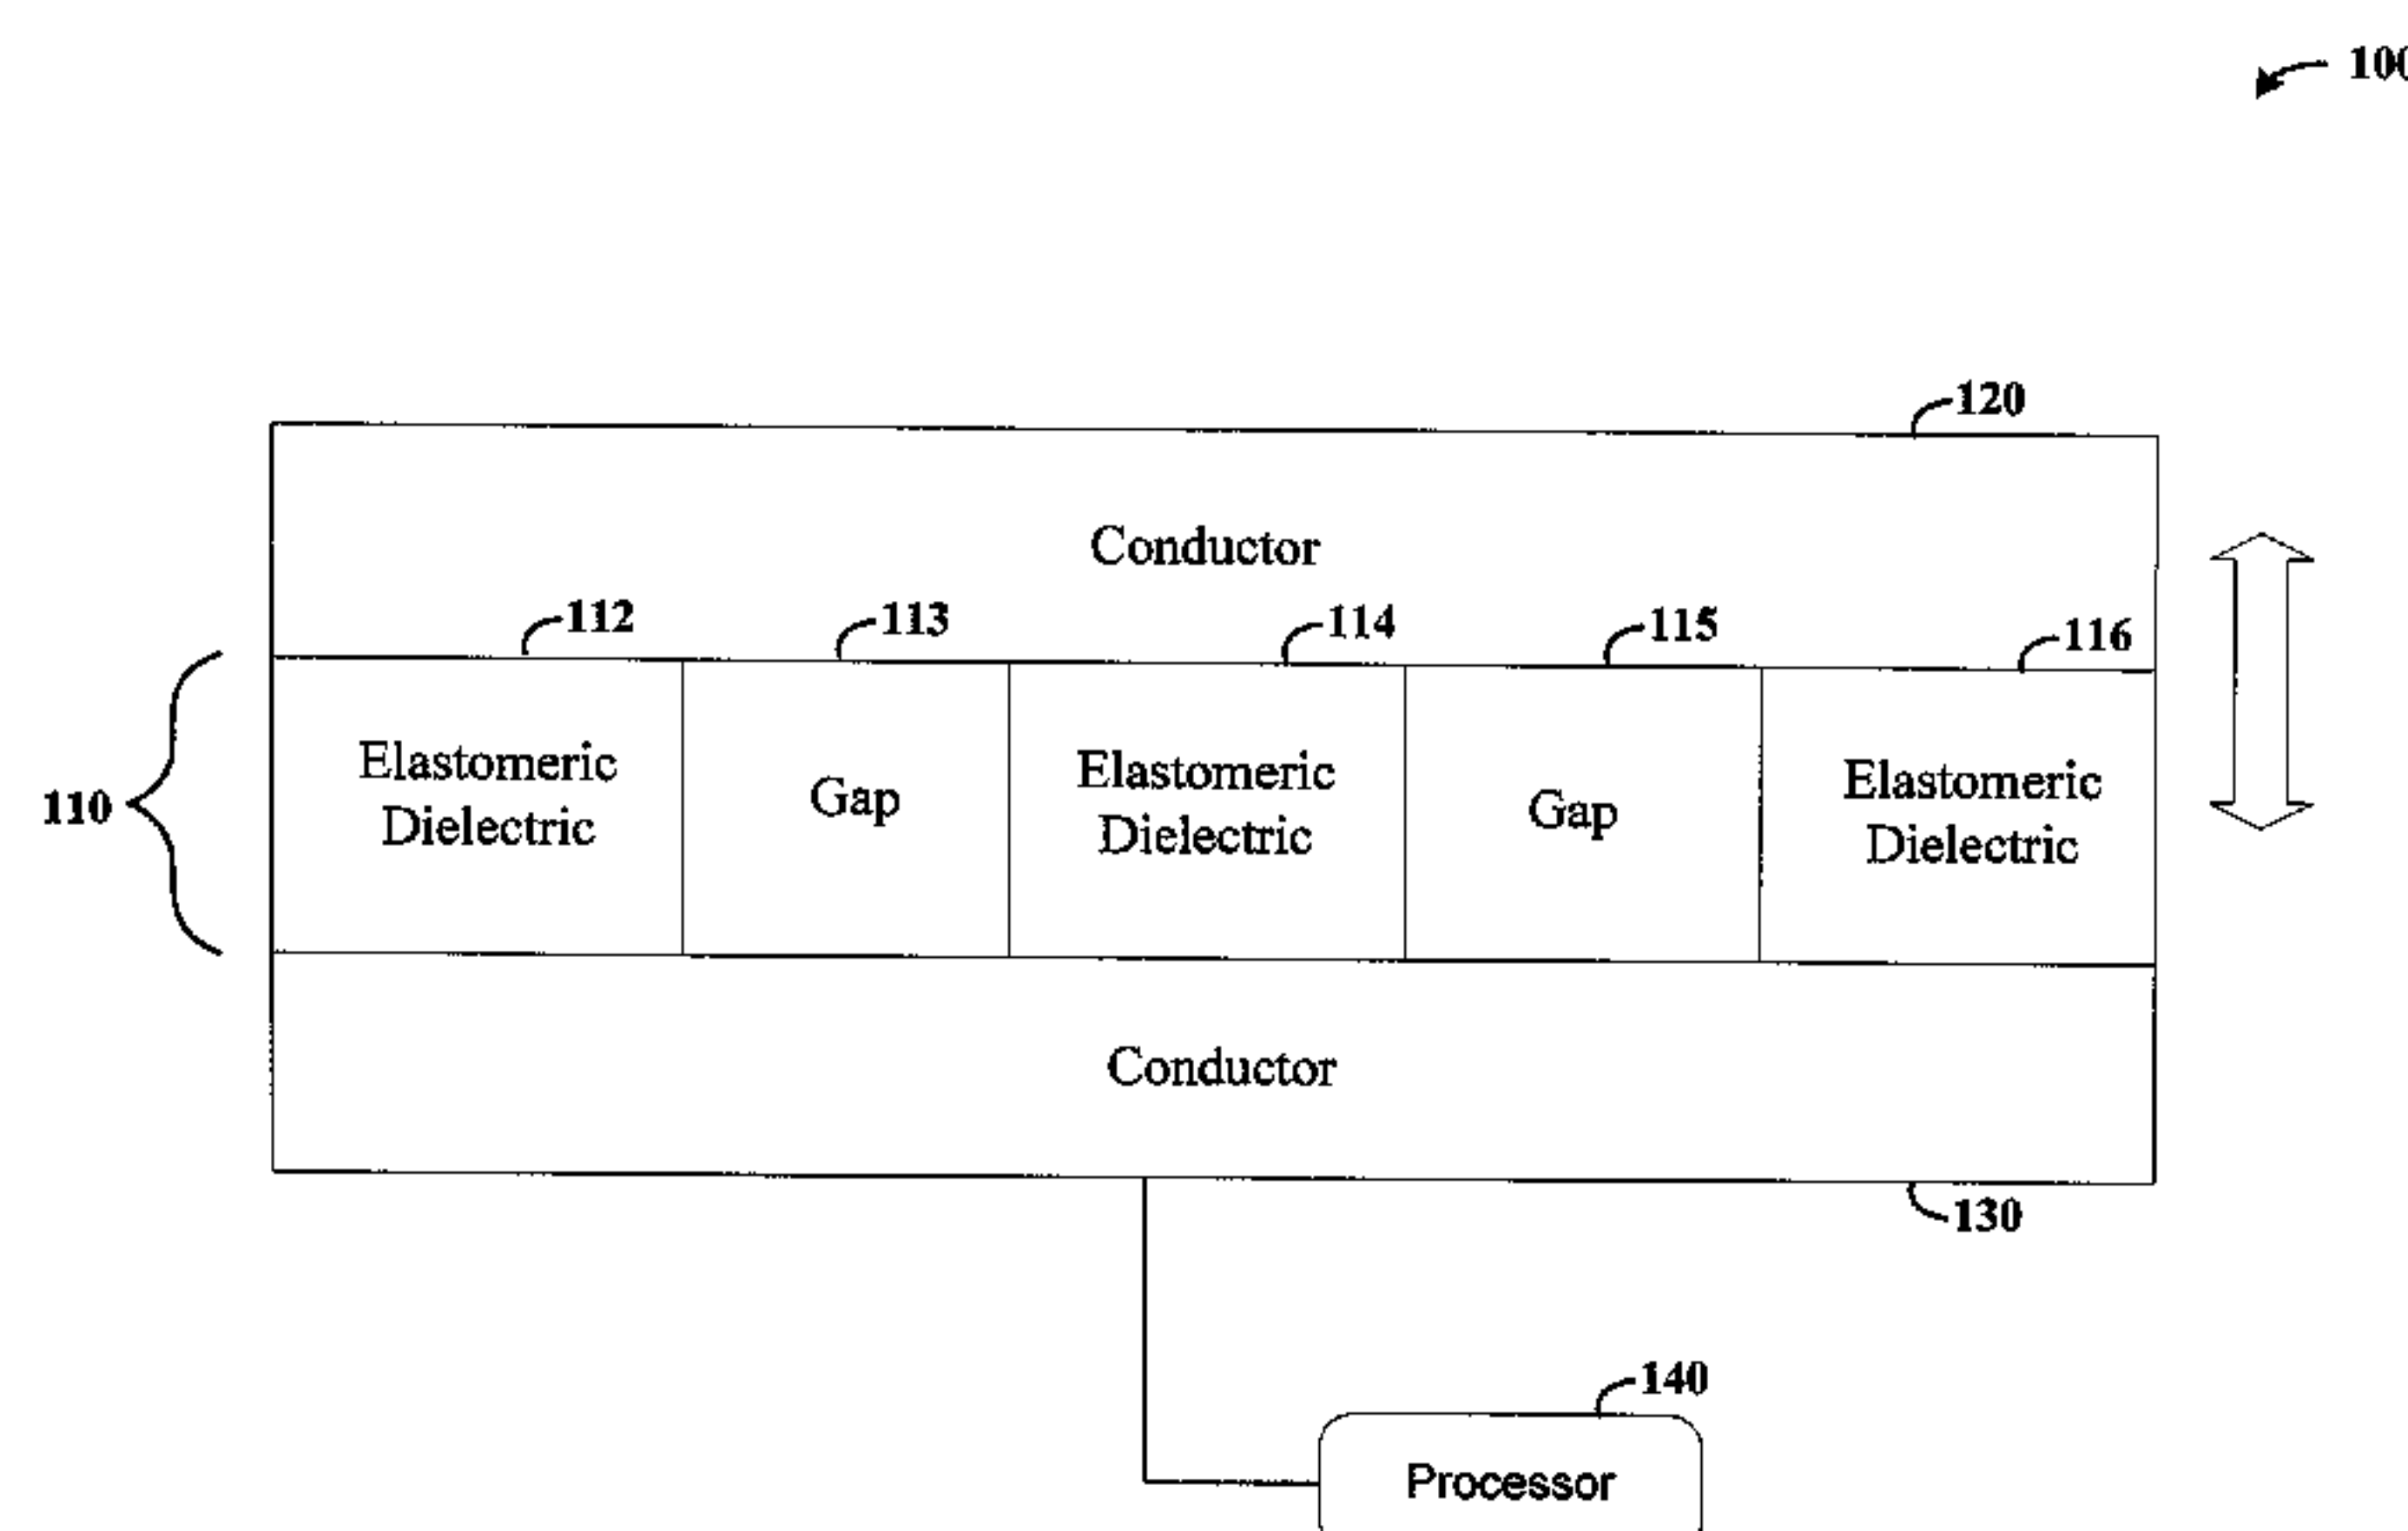 100
120
Conductor
112
113
114
115
116
110
Elastomeric
Dielectric
Gap
Elastomeric
Dielectric
Gap
Elastomeric
Dielectric
Conductor
130
140
Processor